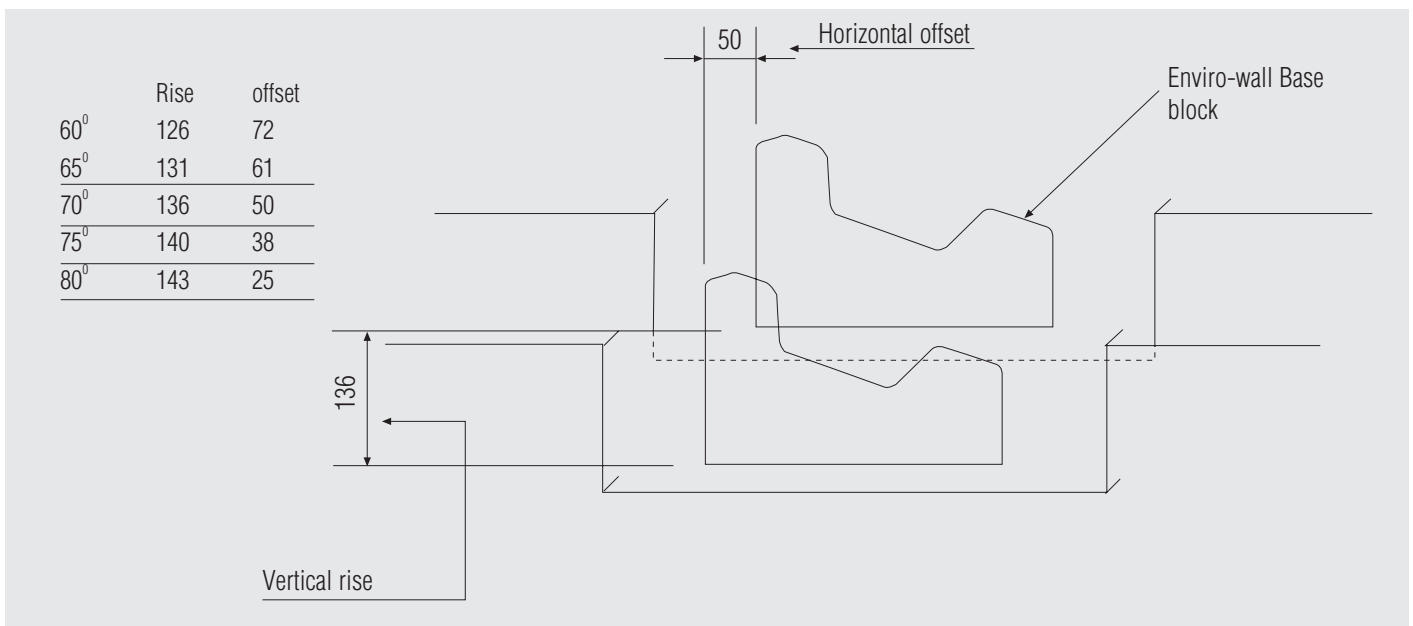 50
Horizontal offset
Enviro-wall Base
block
Rise offset
60⁰ 126 72
65⁰ 131 61
70⁰ 136 50
75⁰ 140 38
80⁰ 143 25
136
Vertical rise